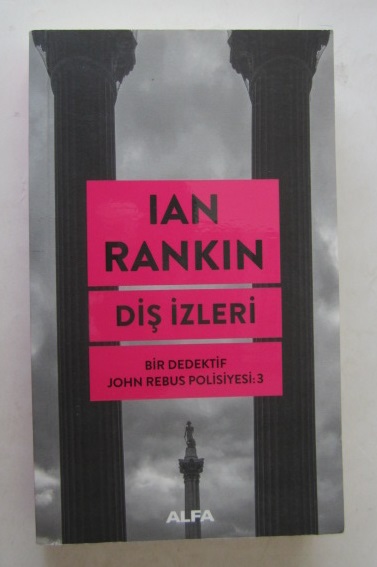 IAN
RANKIN
DİŞ İZLERİ
BİR DEDEKTİF
JOHN REBUS POLİSİYESİ:3
ALFA